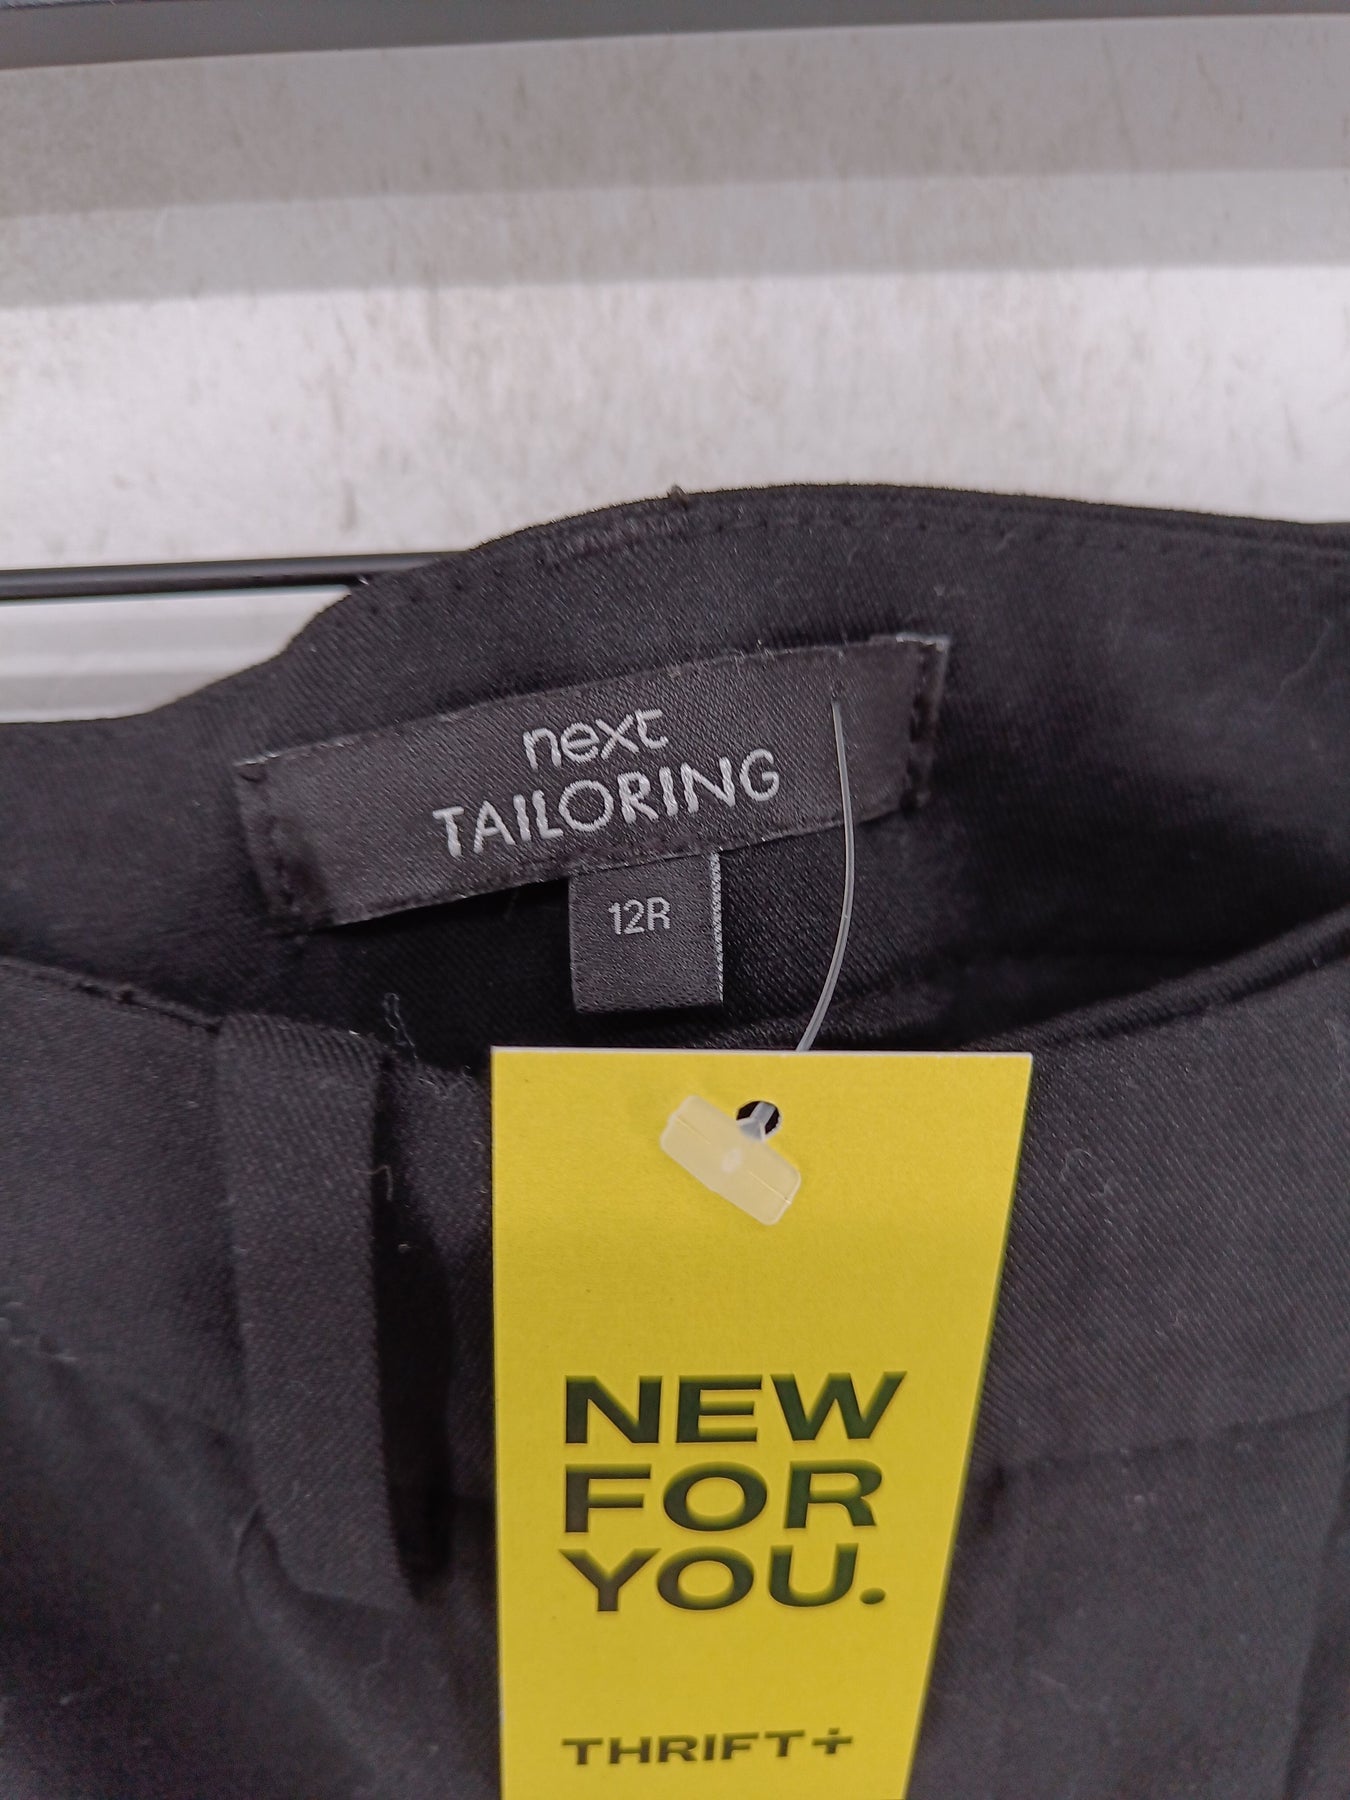 next
TAILORING
12R
NEW
FOR
YOU.
THRIFT+